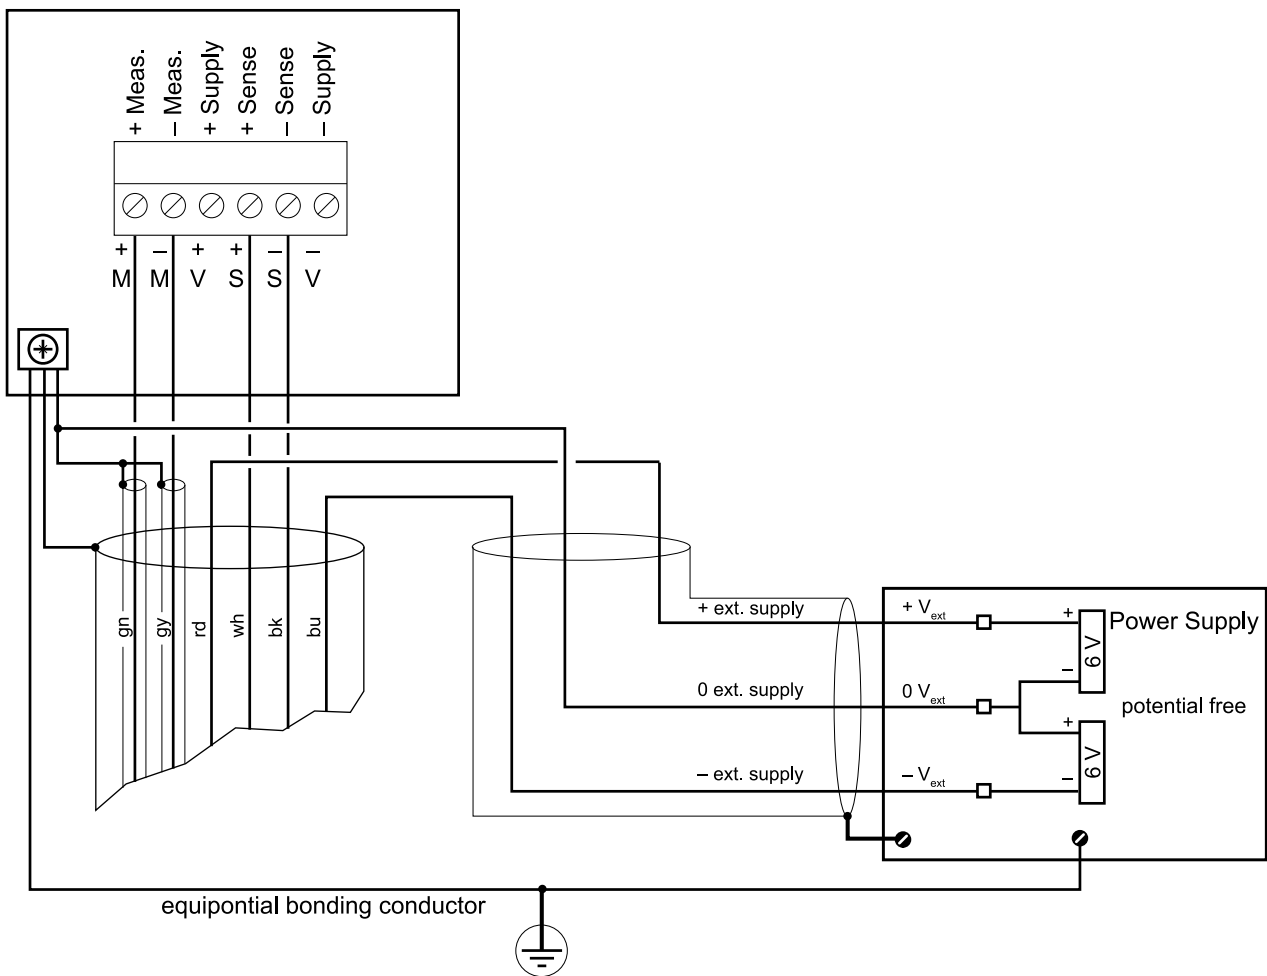 + Meas.
– Meas.
+ Supply
+ Sense
– Sense
– Supply
+ – + + – –
M M V S S V
gn
gy
rd
wh
bk
bu
+ ext. supply
0 ext. supply
– ext. supply
+ Vext
0 Vext
– Vext
+
6 V
–
+
6 V
–
Power Supply
potential free
equipontial bonding conductor